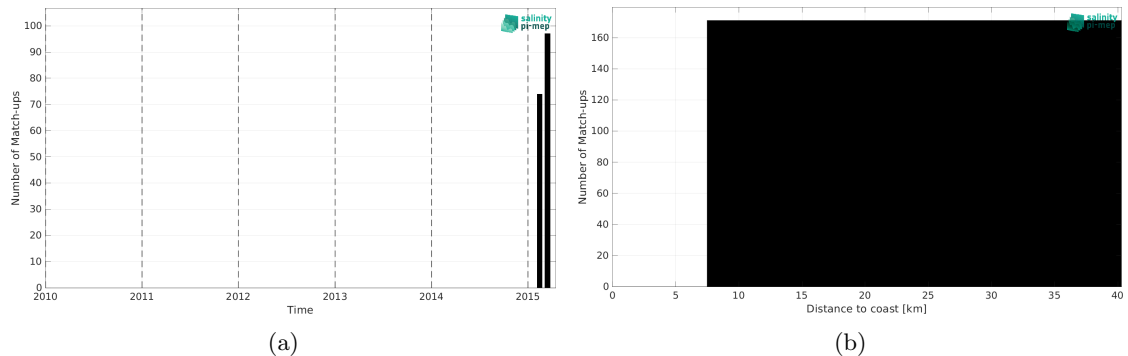 100
90
80
70
60
50
40
30
20
10
0
Number of Match-ups
2010 2011 2012 2013 2014 2015
Time
salinity
pi-mep
(a)
160
140
120
100
80
60
40
20
0
Number of Match-ups
0 5 10 15 20 25 30 35 40
Distance to coast [km]
salinity
pi-mep
(b)